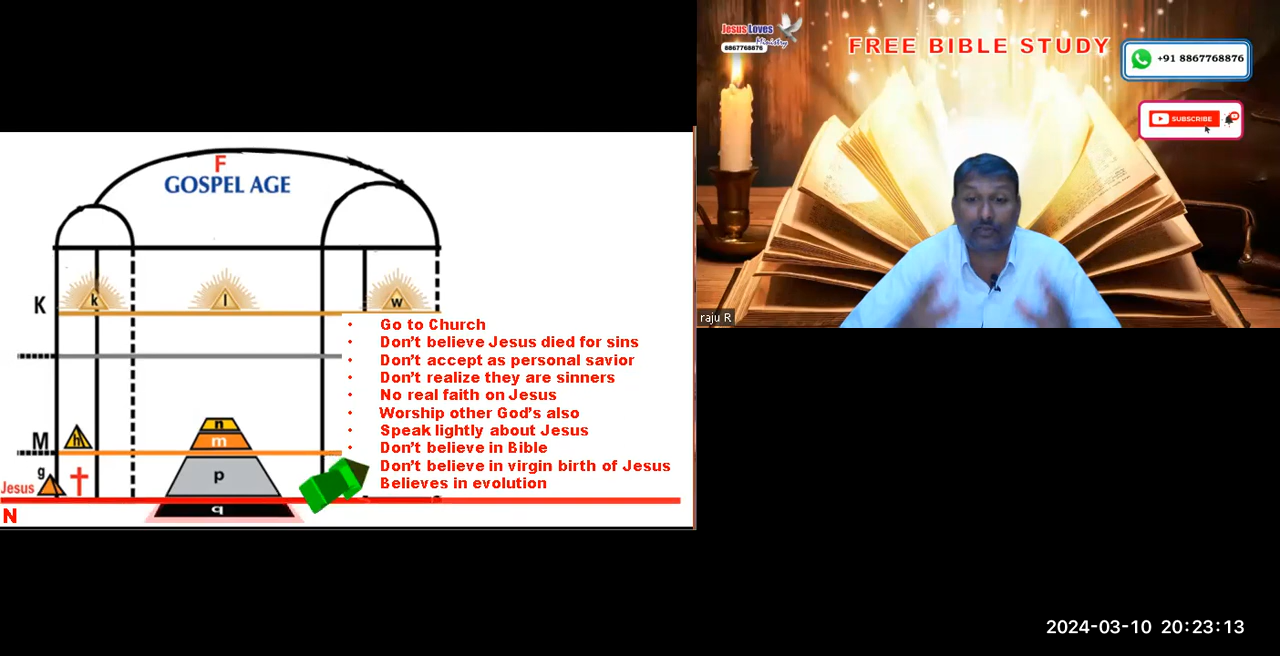 F
GOSPEL AGE
K
k
l
w
M
h
n
m
g
p
Jesus
q
N
• Go to Church
• Don't believe Jesus died for sins
• Don't accept as personal savior
• Don't realize they are sinners
• No real faith on Jesus
• Worship other God's also
• Speak lightly about Jesus
• Don't believe in Bible
Don't believe in virgin birth of Jesus
Believes in evolution
Jesus Loves
Ministry
8867768876
FREE BIBLE STUDY
+91 8867768876
SUBSCRIBE
raju R
2024-03-10 20:23:13